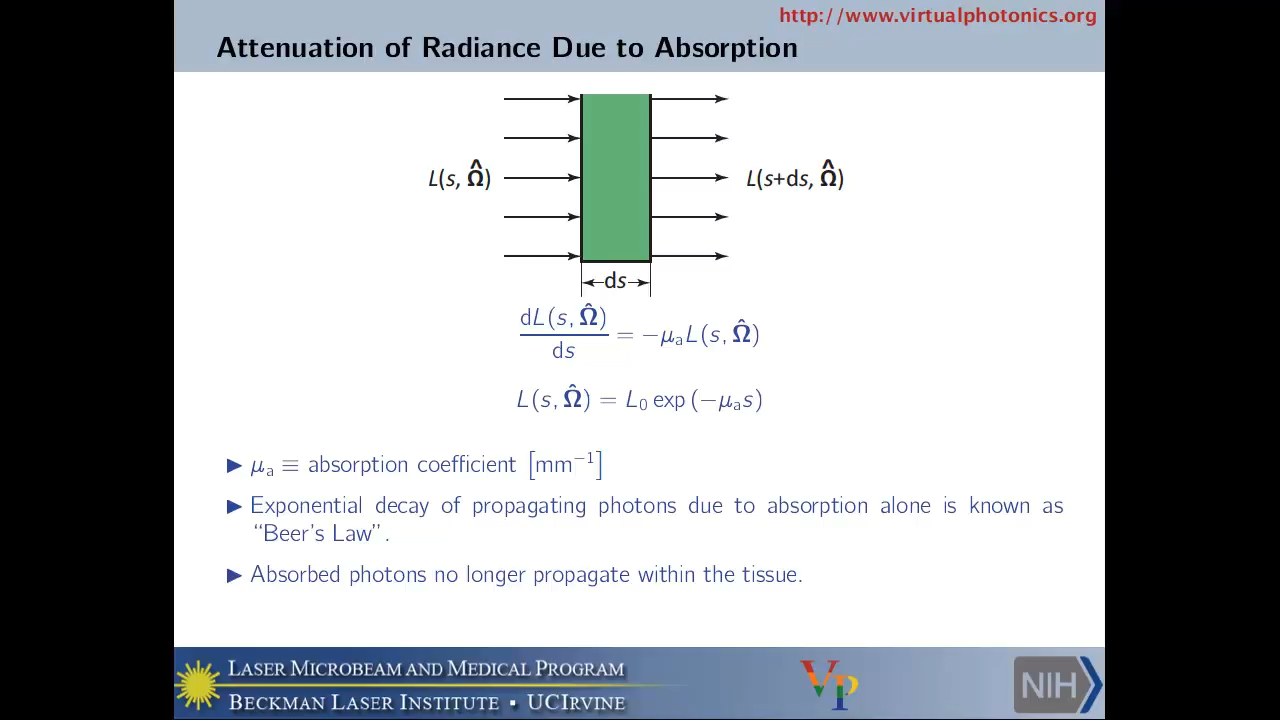 http://www.virtualphotonics.org
Attenuation of Radiance Due to Absorption
L(s, Ω̂)
L(s+ds, Ω̂)
ds
dL(s, Ω̂)/ds = −μₐL(s, Ω̂)
L(s, Ω̂) = L₀ exp (−μₐs)
▶ μₐ ≡ absorption coefficient [mm⁻¹]
▶ Exponential decay of propagating photons due to absorption alone is known as
“Beer’s Law”.
▶ Absorbed photons no longer propagate within the tissue.
LASER MICROBEAM AND MEDICAL PROGRAM
BECKMAN LASER INSTITUTE ▪ UCIRVINE
VP
NIH